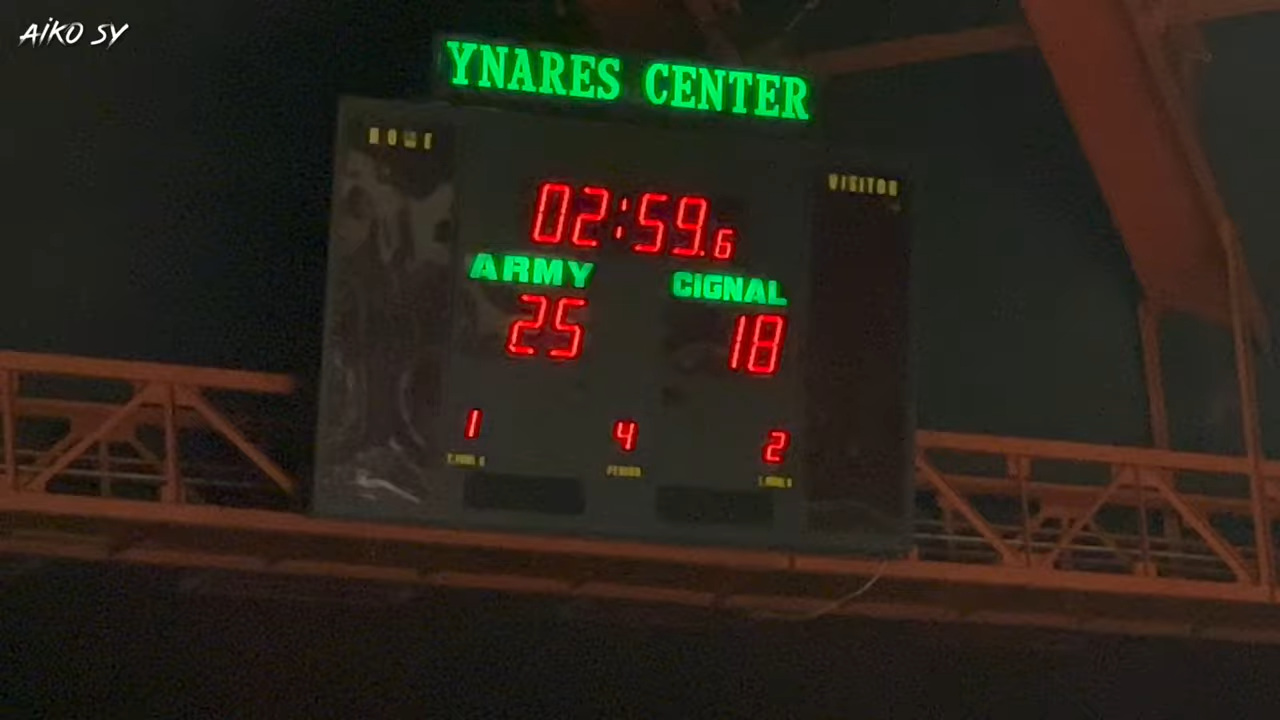 AIKO SY
YNARES CENTER
HOME
VISITOR
02:59.6
ARMY
CIGNAL
25
18
1
4
2
PERIOD